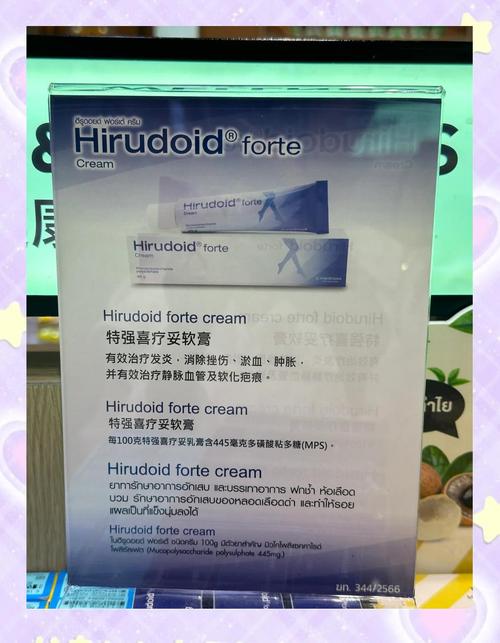 ฮีรูดอยด์ ฟอร์เต้ ครีม
Hirudoid® forte
Cream
Hirudoid® forte
Cream
Hirudoid® forte
Cream
Hirudoid forte cream
特强喜疗妥软膏
有效治疗发炎，消除挫伤、淤血、肿胀，
并有效治疗静脉血管及软化疤痕。
Hirudoid forte cream
特强喜疗妥软膏
每100克特强喜疗妥乳膏含445毫克多磺酸粘多糖(MPS)。
Hirudoid forte cream
ยาทารักษาอาการอักเสบ และบรรเทาอาการ ฟกช้ำ ห้อเลือด
บวม รักษาอาการอักเสบของหลอดเลือดดำ และทำให้รอย
แผลเป็นที่แข็งนุ่มลงได้
Hirudoid forte cream
ในฮีรูดอยด์ ฟอร์เต้ ชนิดครีม 100g มีตัวยาสำคัญ มิวโคโพลีแซคคาไรด์
โพลีซัลเฟต (Mucopolysaccharide polysulphate 445mg.)
ฆท. 344/2566